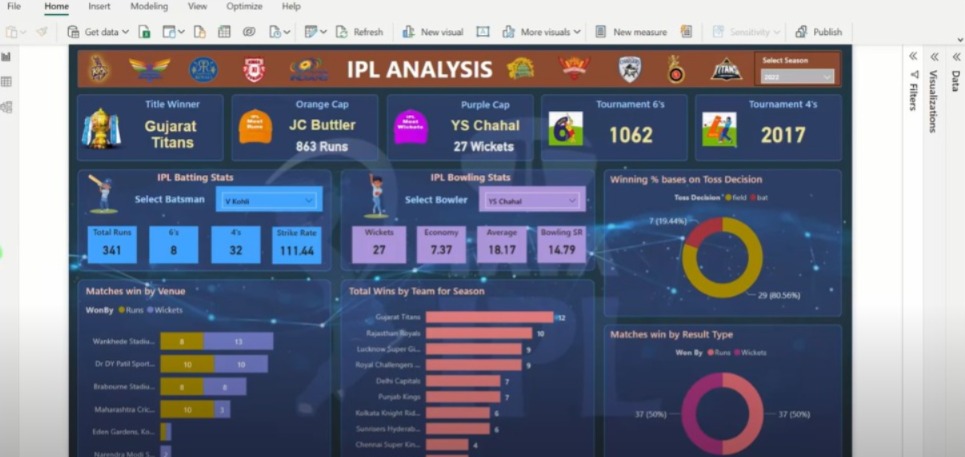 File Home Insert Modeling View Optimize Help
Get data Refresh New visual More visuals New measure Sensitivity Publish
IPL ANALYSIS
Select Season
2022
Filters
Visualizations
Data
Title Winner
Gujarat
Titans
Orange Cap
JC Buttler
863 Runs
Purple Cap
YS Chahal
27 Wickets
Tournament 6's
1062
Tournament 4's
2017
IPL Batting Stats
Select Batsman V Kohli
Total Runs 6's 4's Strike Rate
341 8 32 111.44
IPL Bowling Stats
Select Bowler YS Chahal
Wickets Economy Average Bowling SR
27 7.37 18.17 14.79
Winning % bases on Toss Decision
Toss Decision field bat
7 (19.44%)
29 (80.56%)
Matches win by Venue
WonBy Runs Wickets
Wankhede Stadiu... 8 13
Dr DY Patil Sport... 10 10
Brabourne Stadiu... 8 8
Maharashtra Cric... 10 3
Eden Gardens, Ko...
Narendra Modi S... 2
Total Wins by Team for Season
Gujarat Titans 12
Rajasthan Royals 10
Lucknow Super Gi... 9
Royal Challengers ... 9
Delhi Capitals 7
Punjab Kings 7
Kolkata Knight Rid... 6
Sunrisers Hyderab... 6
Chennai Super Kin... 4
Matches win by Result Type
Won By Runs Wickets
37 (50%) 37 (50%)